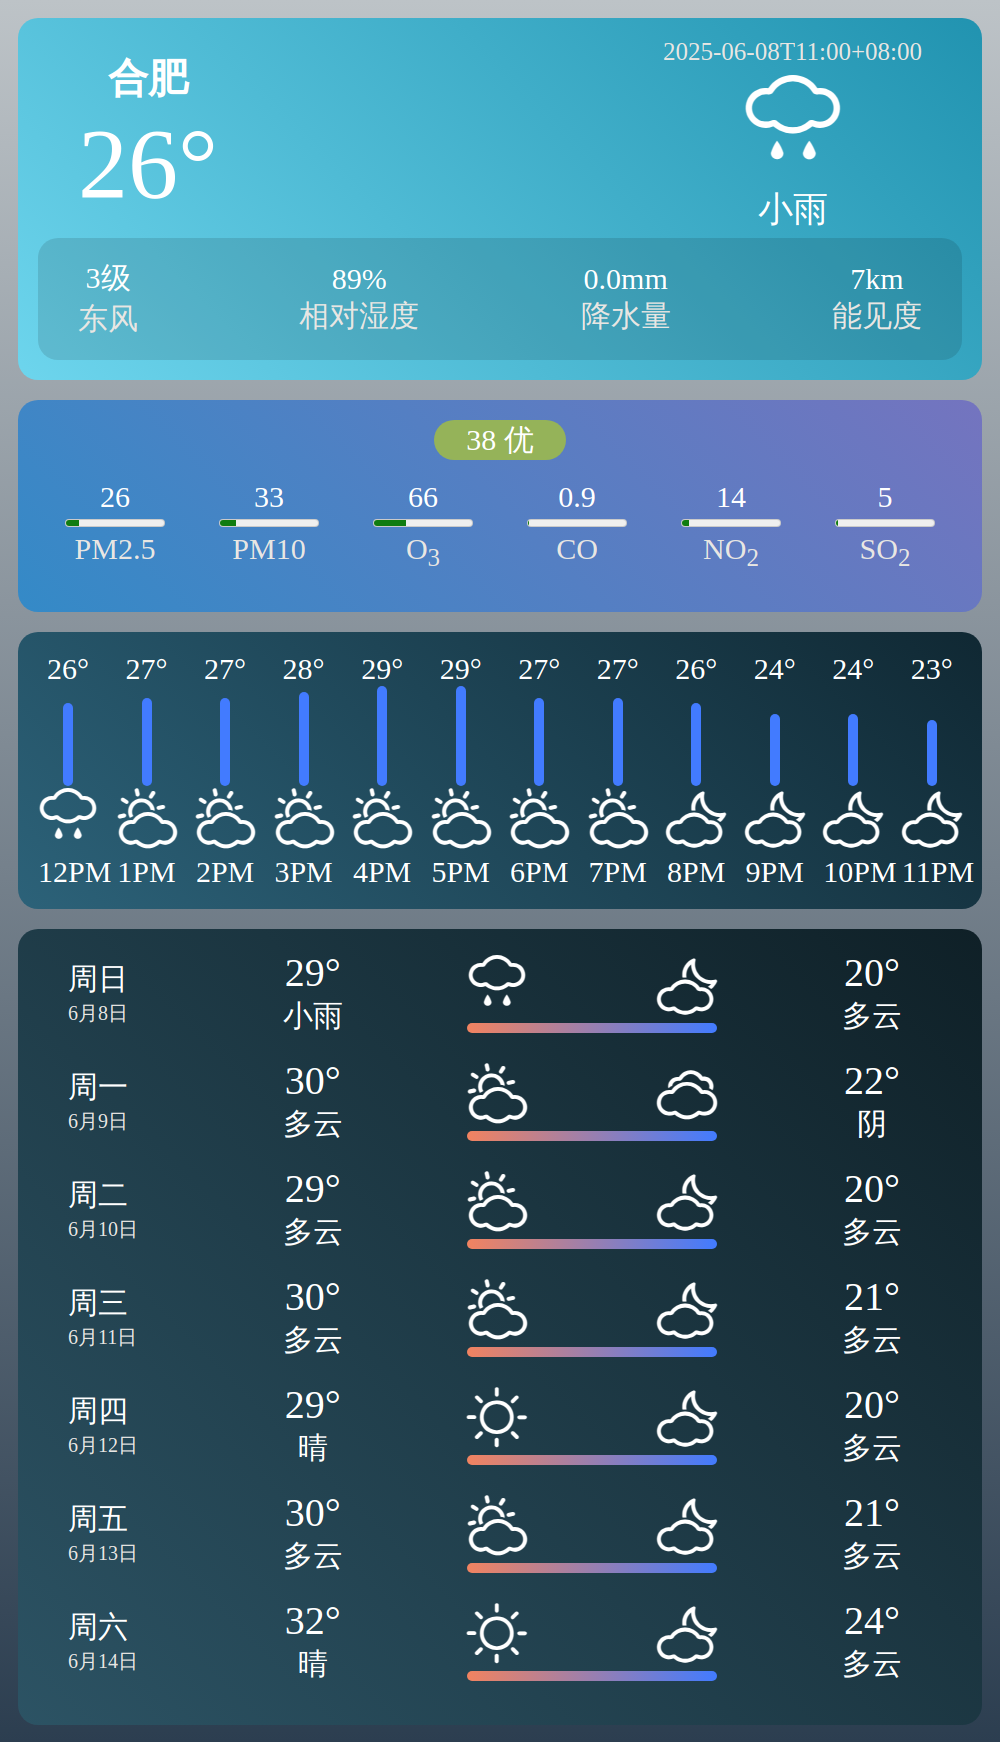 合肥
26°
2025-06-08T11:00+08:00
小雨
3级 89% 0.0mm 7km
东风 相对湿度 降水量 能见度
38 优
26 33 66 0.9 14 5
PM2.5 PM10 O3 CO NO2 SO2
26° 27° 27° 28° 29° 29° 27° 27° 26° 24° 24° 23°
12PM 1PM 2PM 3PM 4PM 5PM 6PM 7PM 8PM 9PM 10PM 11PM
周日 29° 20°
6月8日 小雨 多云
周一 30° 22°
6月9日 多云 阴
周二 29° 20°
6月10日 多云 多云
周三 30° 21°
6月11日 多云 多云
周四 29° 20°
6月12日 晴 多云
周五 30° 21°
6月13日 多云 多云
周六 32° 24°
6月14日 晴 多云